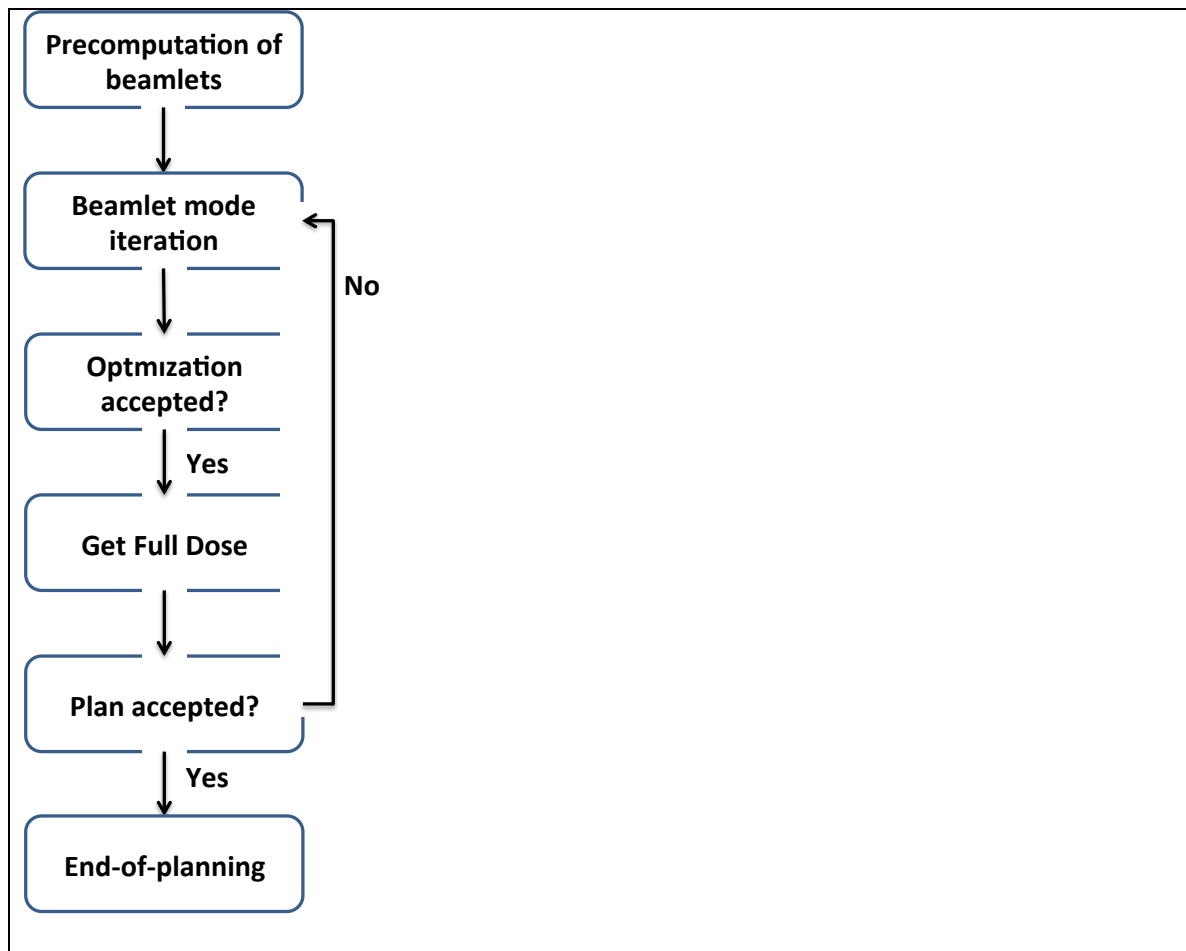 Precomputation of
beamlets
Beamlet mode
iteration
No
Optmızation
accepted?
Yes
Get Full Dose
Plan accepted?
Yes
End-of-planning